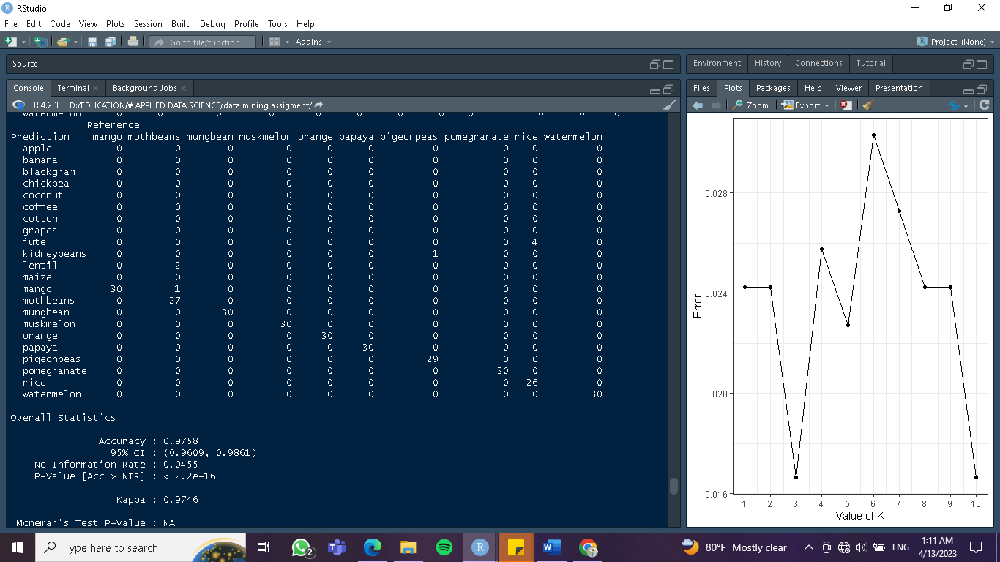 RStudio
File Edit Code View Plots Session Build Debug Profile Tools Help
Go to file/function Addins Project: (None)
Source
Console Terminal Background Jobs
R 4.2.3 · D:/EDUCATION/# APPLIED DATA SCIENCE/data mining assigment/
watermelon 0 0 0 0 0 0 0 0 0 0 0 0
Reference
Prediction mango mothbeans mungbean muskmelon orange papaya pigeonpeas pomegranate rice watermelon
apple 0 0 0 0 0 0 0 0 0 0
banana 0 0 0 0 0 0 0 0 0 0
blackgram 0 0 0 0 0 0 0 0 0 0
chickpea 0 0 0 0 0 0 0 0 0 0
coconut 0 0 0 0 0 0 0 0 0 0
coffee 0 0 0 0 0 0 0 0 0 0
cotton 0 0 0 0 0 0 0 0 0 0
grapes 0 0 0 0 0 0 0 0 0 0
jute 0 0 0 0 0 0 0 0 4 0
kidneybeans 0 0 0 0 0 0 1 0 0 0
lentil 0 2 0 0 0 0 0 0 0 0
maize 0 0 0 0 0 0 0 0 0 0
mango 30 1 0 0 0 0 0 0 0 0
mothbeans 0 27 0 0 0 0 0 0 0 0
mungbean 0 0 30 0 0 0 0 0 0 0
muskmelon 0 0 0 30 0 0 0 0 0 0
orange 0 0 0 0 30 0 0 0 0 0
papaya 0 0 0 0 0 30 0 0 0 0
pigeonpeas 0 0 0 0 0 0 29 0 0 0
pomegranate 0 0 0 0 0 0 0 30 0 0
rice 0 0 0 0 0 0 0 0 26 0
watermelon 0 0 0 0 0 0 0 0 0 30
Overall Statistics
Accuracy : 0.9758
95% CI : (0.9609, 0.9861)
No Information Rate : 0.0455
P-Value [Acc > NIR] : < 2.2e-16
Kappa : 0.9746
Mcnemar's Test P-Value : NA
Environment History Connections Tutorial
Files Plots Packages Help Viewer Presentation
Zoom Export
0.028
0.024
0.020
0.016
Error
1 2 3 4 5 6 7 8 9 10
Value of K
Type here to search
2
80°F Mostly clear
ENG
1:11 AM
4/13/2023